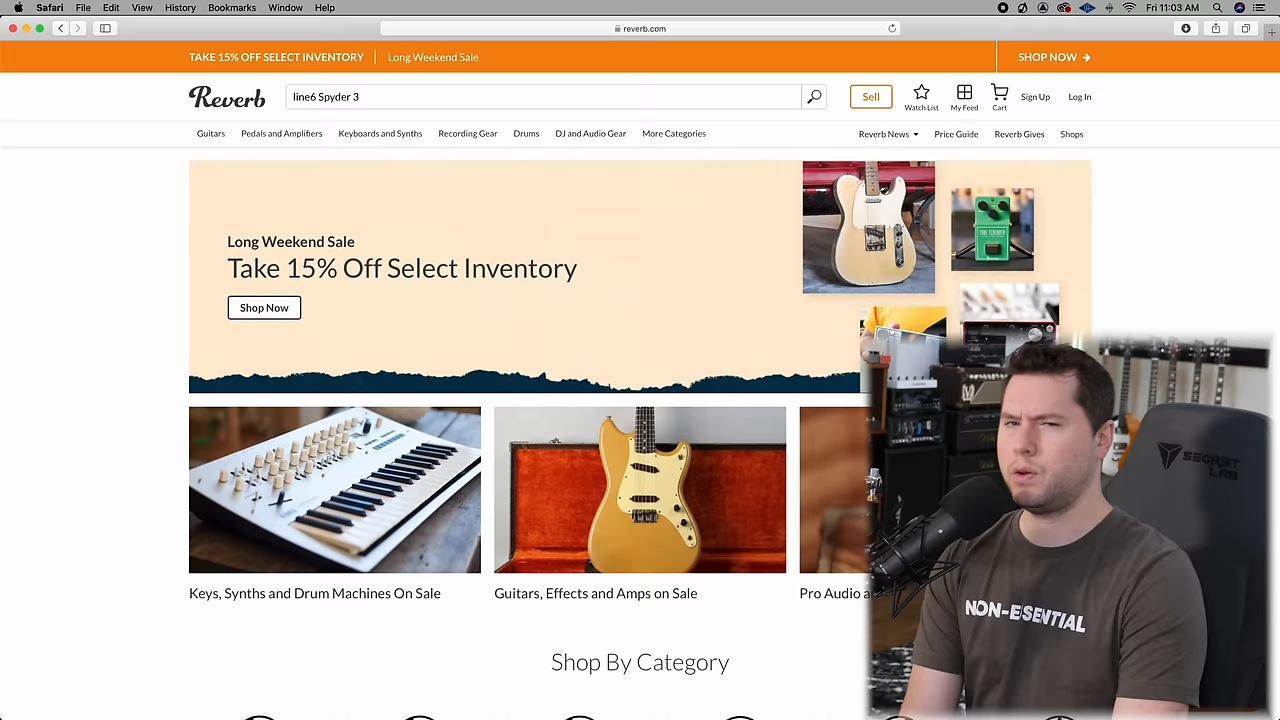 Safari File Edit View History Bookmarks Window Help Fri 11:03 AM
reverb.com
TAKE 15% OFF SELECT INVENTORY Long Weekend Sale SHOP NOW →
Reverb line6 Spyder 3 Sell Watch List My Feed Cart Sign Up Log In
Guitars Pedals and Amplifiers Keyboards and Synths Recording Gear Drums DJ and Audio Gear More Categories Reverb News Price Guide Reverb Gives Shops
Long Weekend Sale
Take 15% Off Select Inventory
Shop Now
Keys, Synths and Drum Machines On Sale
Guitars, Effects and Amps on Sale
Pro Audio a
Shop By Category
SECRET
LAB
NON-ESENTIAL